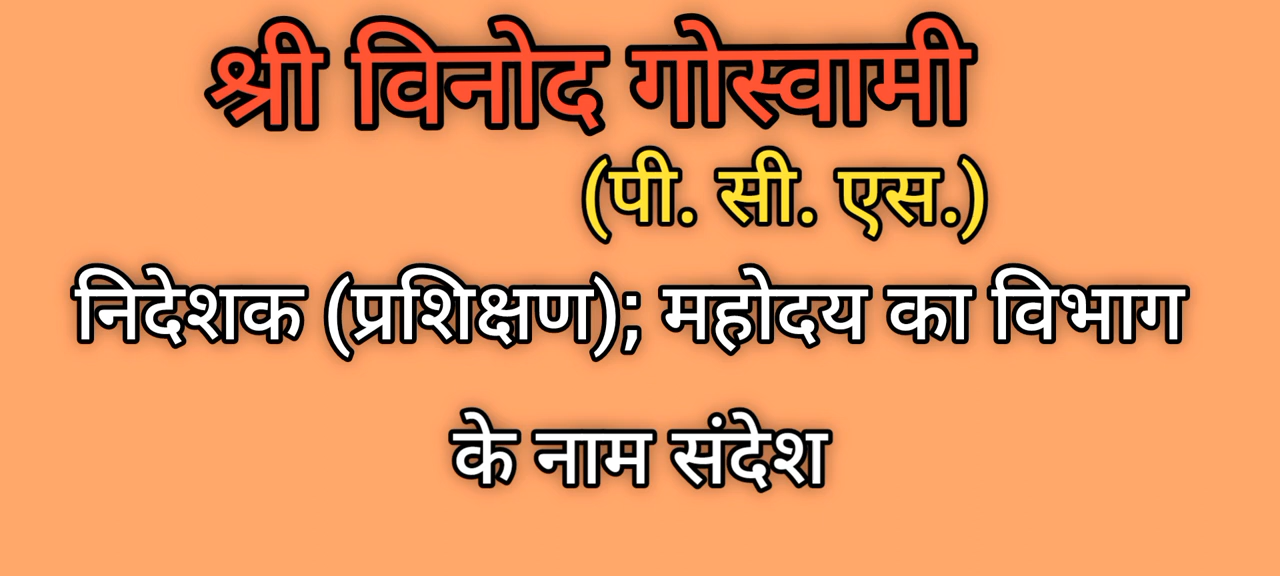 श्री विनोद गोस्वामी
(पी. सी. एस.)
निदेशक (प्रशिक्षण); महोदय का विभाग
के नाम संदेश